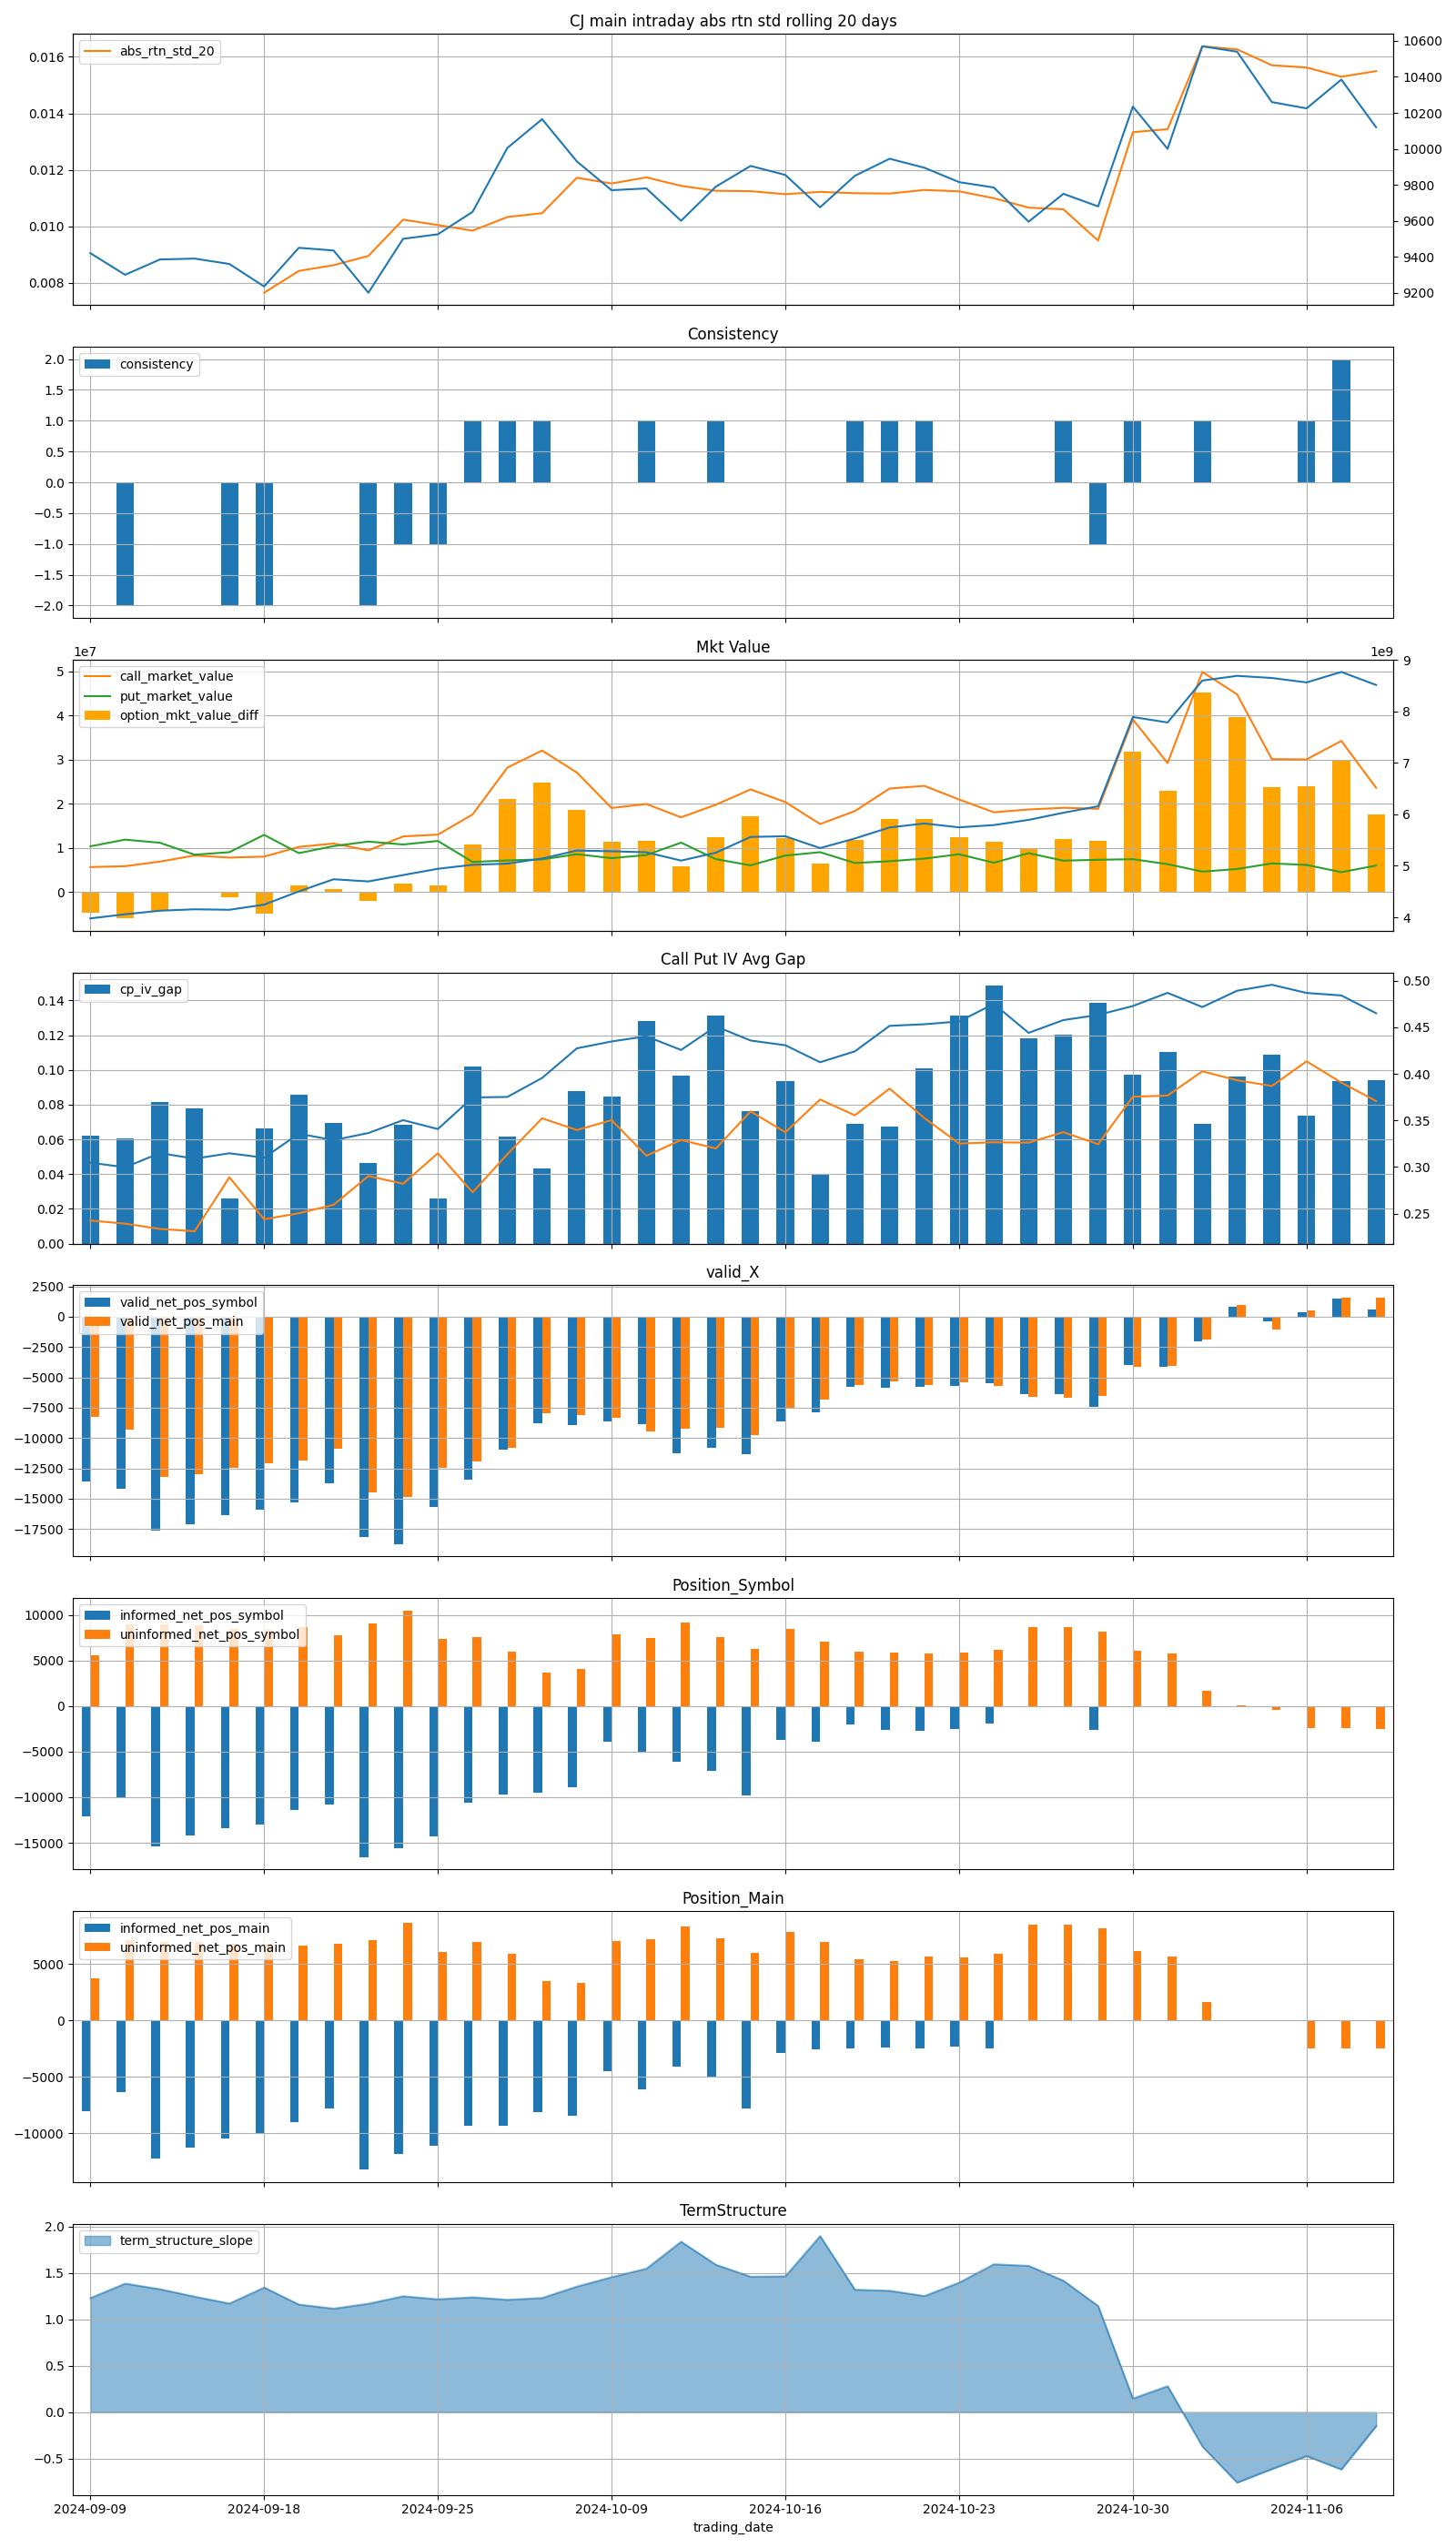 CJ main intraday abs rtn std rolling 20 days
abs_rtn_std_20
0.016
0.014
0.012
0.010
0.008
10600
10400
10200
10000
9800
9600
9400
9200
Consistency
consistency
2.0
1.5
1.0
0.5
0.0
−0.5
−1.0
−1.5
−2.0
Mkt Value
1e7
1e9
call_market_value
put_market_value
option_mkt_value_diff
5
4
3
2
1
0
9
8
7
6
5
4
Call Put IV Avg Gap
cp_iv_gap
0.14
0.12
0.10
0.08
0.06
0.04
0.02
0.00
0.50
0.45
0.40
0.35
0.30
0.25
valid_X
valid_net_pos_symbol
valid_net_pos_main
2500
0
−2500
−5000
−7500
−10000
−12500
−15000
−17500
Position_Symbol
informed_net_pos_symbol
uninformed_net_pos_symbol
10000
5000
0
−5000
−10000
−15000
Position_Main
informed_net_pos_main
uninformed_net_pos_main
5000
0
−5000
−10000
TermStructure
term_structure_slope
2.0
1.5
1.0
0.5
0.0
−0.5
2024-09-09 2024-09-18 2024-09-25 2024-10-09 2024-10-16 2024-10-23 2024-10-30 2024-11-06
trading_date